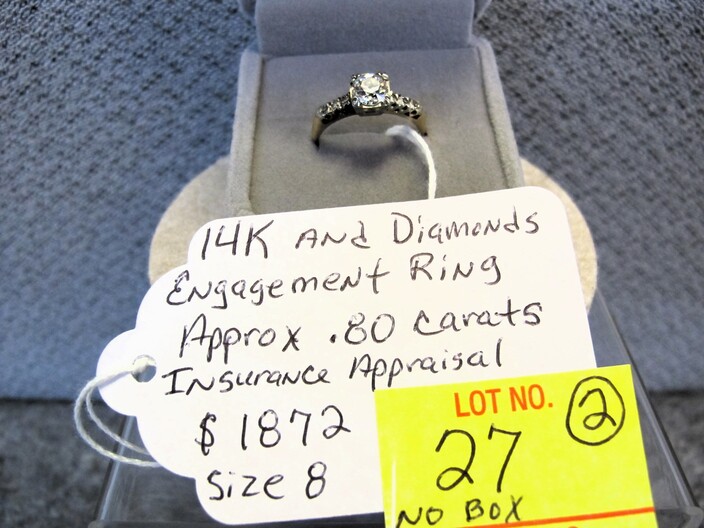 14K AND Diamonds
Engagement Ring
Approx .80 carats
Insurance Appraisal
$1872
Size 8
LOT NO.
2
27
NO BOX